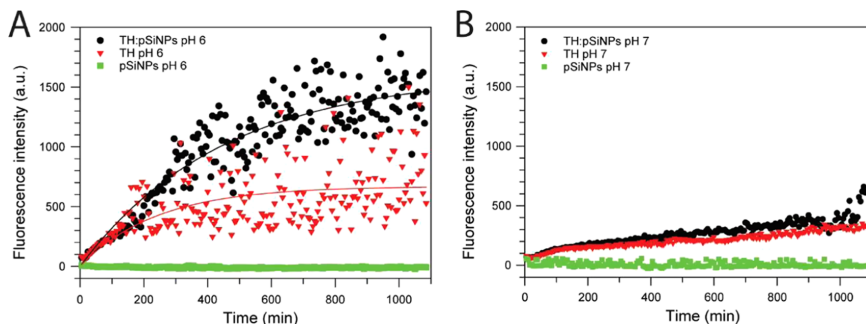 A
TH:pSiNPs pH 6
TH pH 6
pSiNPs pH 6
Fluorescence intensity (a.u.)
2000
1500
1000
500
0
0 200 400 600 800 1000
Time (min)
B
TH:pSiNPs pH 7
TH pH 7
pSiNPs pH 7
Fluorescence intensity (a.u.)
2000
1500
1000
500
0
0 200 400 600 800 1000
Time (min)